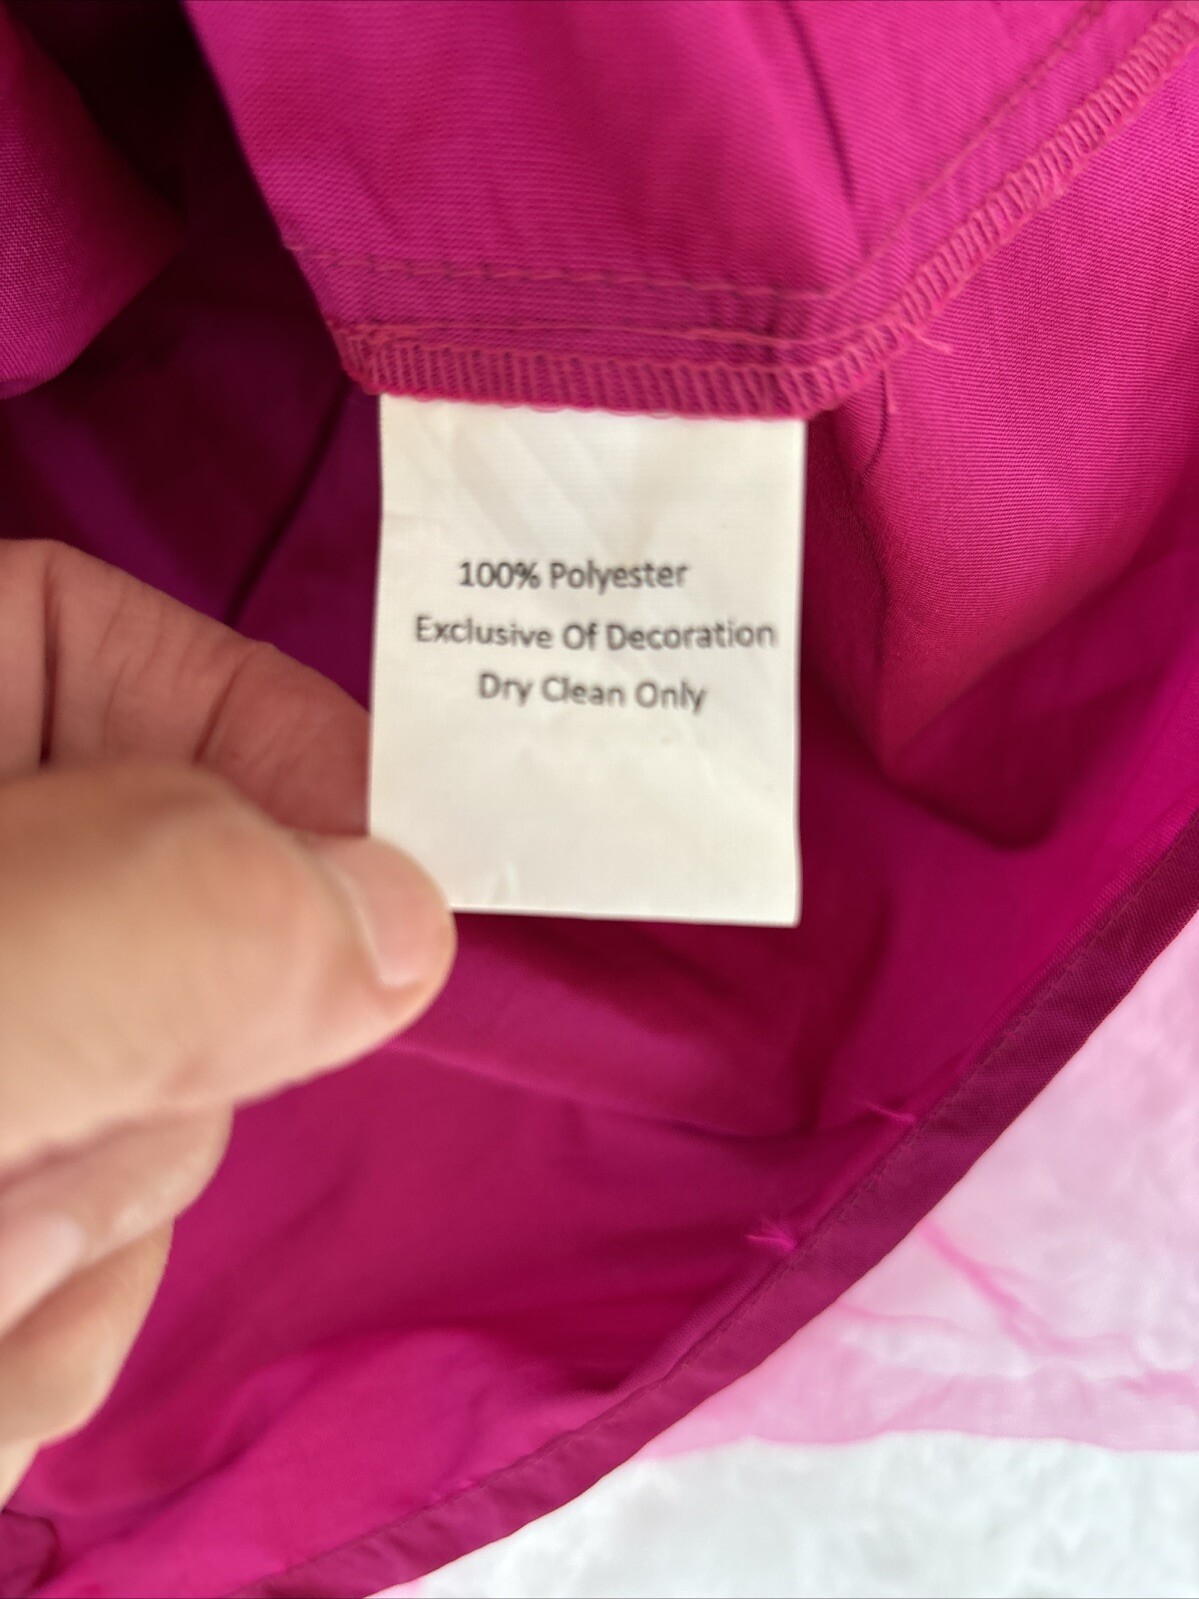 100% Polyester
Exclusive Of Decoration
Dry Clean Only